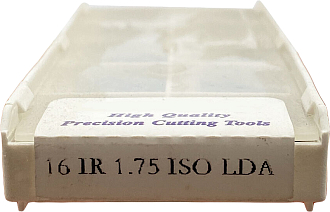 High Quality
Precision Cutting Tools
16 IR 1.75 ISO LDA